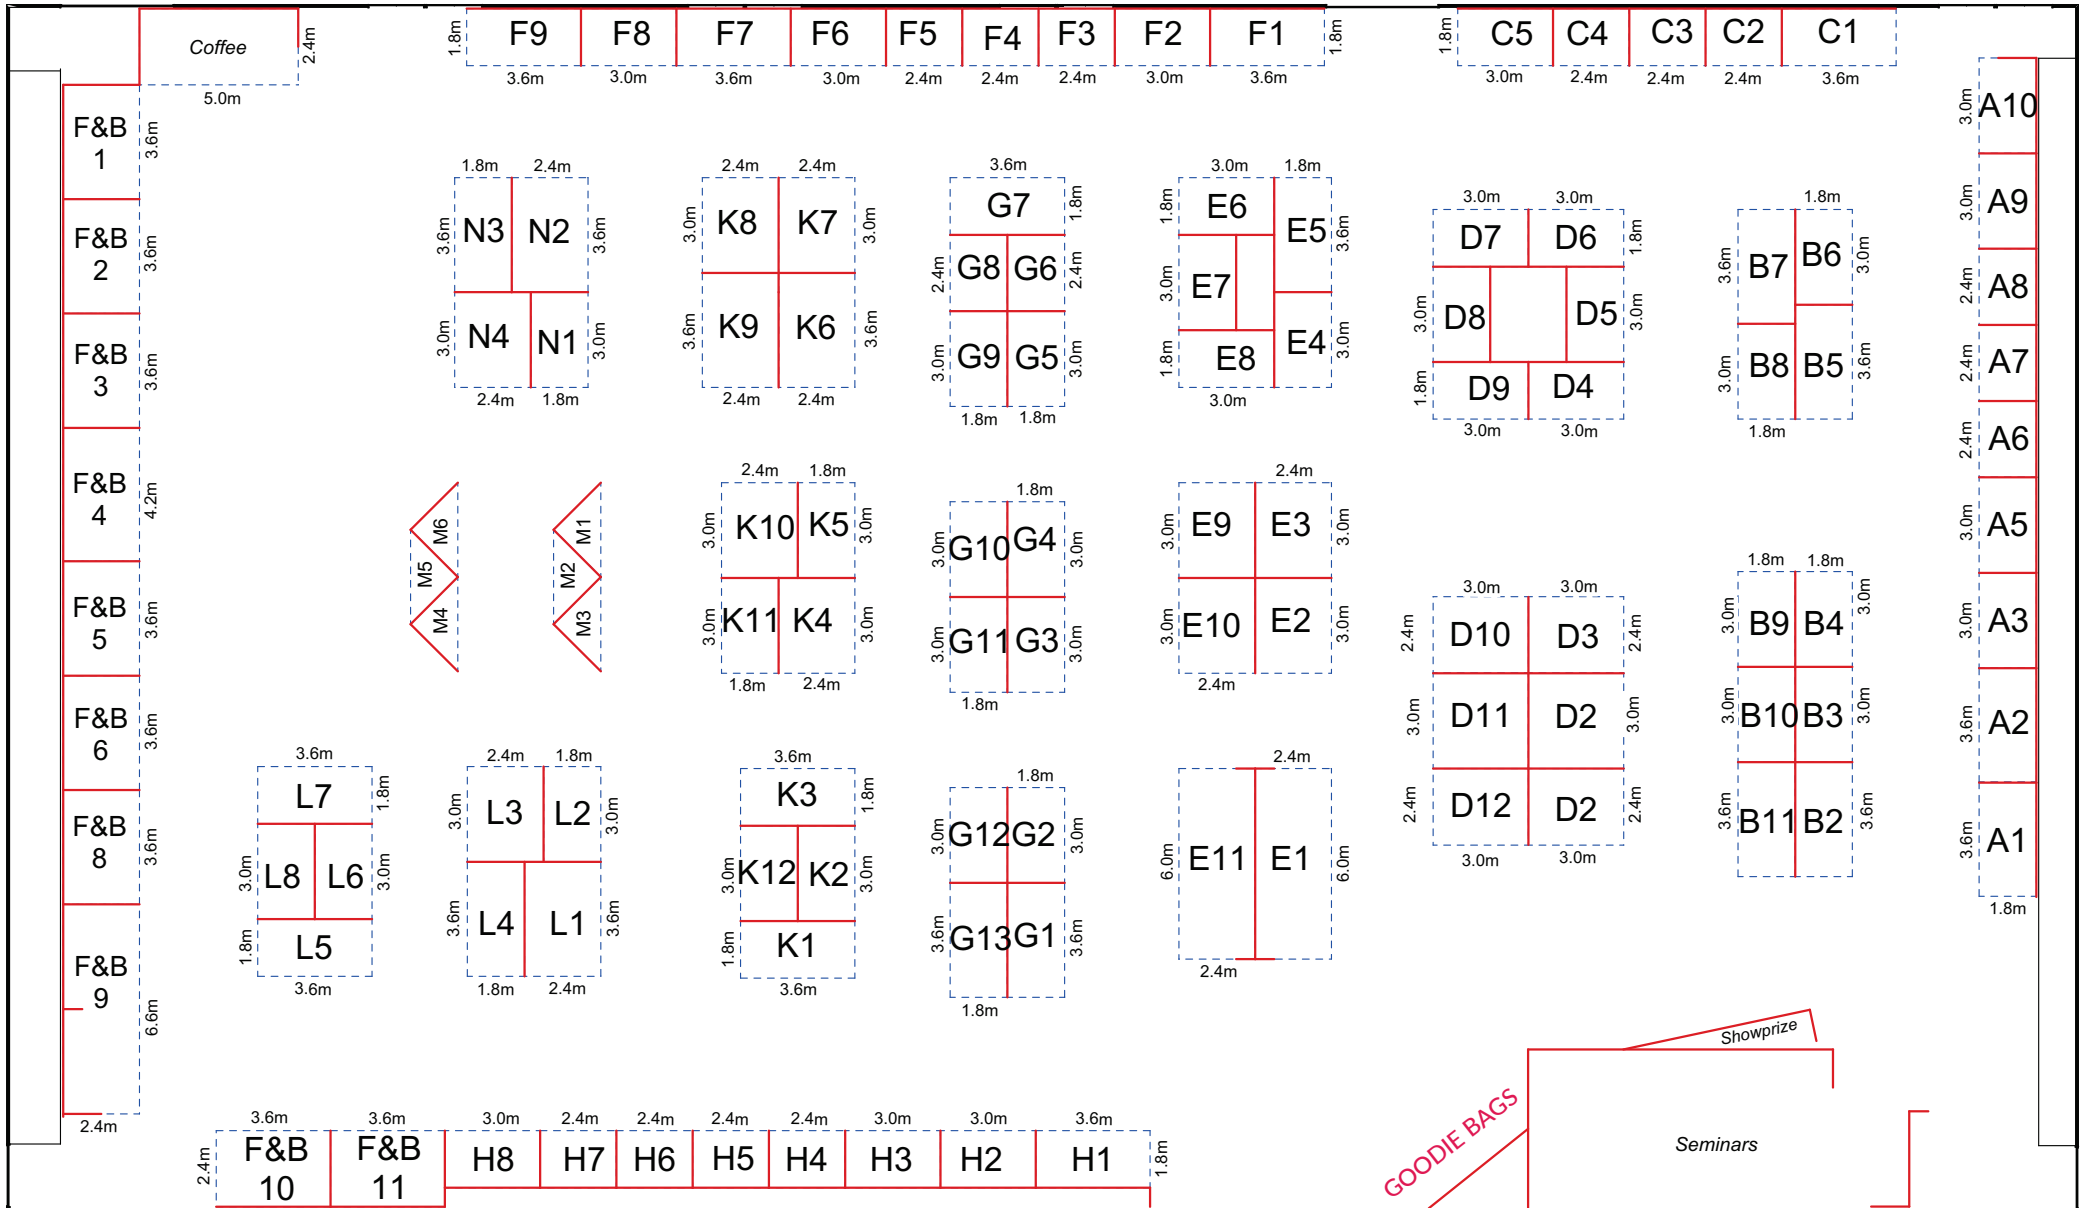 Coffee
2.4m
5.0m
1.8m
F9
F8
F7
F6
F5
F4
F3
F2
F1
1.8m
3.6m
3.0m
3.6m
3.0m
2.4m
2.4m
2.4m
3.0m
3.6m
1.8m
C5
C4
C3
C2
C1
3.0m
2.4m
2.4m
2.4m
3.6m
F&B
1
3.6m
F&B
2
3.6m
F&B
3
3.6m
F&B
4
4.2m
F&B
5
3.6m
F&B
6
3.6m
F&B
8
3.6m
F&B
9
6.6m
2.4m
1.8m
2.4m
3.6m
N3
N2
3.6m
3.0m
N4
N1
3.0m
2.4m
1.8m
2.4m
2.4m
3.0m
K8
K7
3.0m
3.6m
K9
K6
3.6m
2.4m
2.4m
3.6m
G7
1.8m
2.4m
G8
G6
2.4m
3.0m
G9
G5
3.0m
1.8m
1.8m
3.0m
1.8m
1.8m
E6
E5
3.6m
3.0m
E7
1.8m
E8
E4
3.0m
3.0m
3.0m
3.0m
D7
D6
1.8m
3.0m
D8
D5
3.0m
1.8m
D9
D4
3.0m
3.0m
1.8m
3.6m
B7
B6
3.0m
3.0m
B8
B5
3.6m
1.8m
3.0m
A10
3.0m
A9
2.4m
A8
2.4m
A7
2.4m
A6
3.0m
A5
3.0m
A3
3.6m
A2
3.6m
A1
1.8m
M6
M5
M4
M1
M2
M3
2.4m
1.8m
3.0m
K10
K5
3.0m
3.0m
K11
K4
3.0m
1.8m
2.4m
1.8m
3.0m
G10
G4
3.0m
3.0m
G11
G3
3.0m
1.8m
2.4m
3.0m
E9
E3
3.0m
3.0m
E10
E2
3.0m
2.4m
3.0m
3.0m
2.4m
D10
D3
2.4m
3.0m
D11
D2
3.0m
2.4m
D12
D2
2.4m
3.0m
3.0m
1.8m
1.8m
3.0m
B9
B4
3.0m
3.0m
B10
B3
3.0m
3.6m
B11
B2
3.6m
3.6m
L7
1.8m
3.0m
L8
L6
3.0m
1.8m
L5
3.6m
2.4m
1.8m
3.0m
L3
L2
3.0m
3.6m
L4
L1
3.6m
1.8m
2.4m
3.6m
K3
1.8m
3.0m
K12
K2
3.0m
1.8m
K1
3.6m
1.8m
3.0m
G12
G2
3.0m
3.6m
G13
G1
3.6m
1.8m
2.4m
6.0m
E11
E1
6.0m
2.4m
Showprize
GOODIE BAGS
Seminars
3.6m
3.6m
3.0m
2.4m
2.4m
2.4m
2.4m
3.0m
3.0m
3.6m
2.4m
F&B
10
F&B
11
H8
H7
H6
H5
H4
H3
H2
H1
1.8m